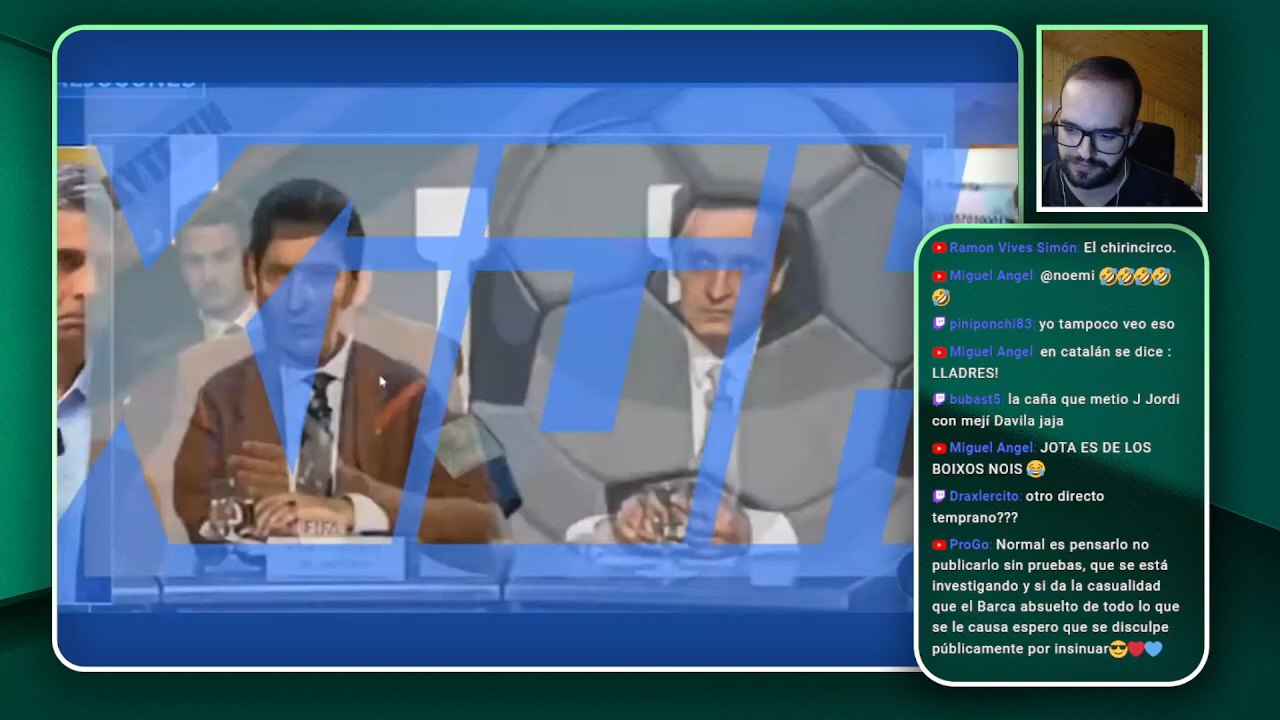 FIFA
Ramon Vives Simón: El chirincirco.
Miguel Angel: @noemi 🤣🤣🤣🤣
🤣
piniponchi83: yo tampoco veo eso
Miguel Angel: en catalán se dice :
LLADRES!
bubast5: la caña que metio J Jordi
con mejí Davila jaja
Miguel Angel: JOTA ES DE LOS
BOIXOS NOIS 😂
Draxlercito: otro directo
temprano???
ProGo: Normal es pensarlo no
publicarlo sin pruebas, que se está
investigando y si da la casualidad
que el Barca absuelto de todo lo que
se le causa espero que se disculpe
públicamente por insinuar😎❤️💙